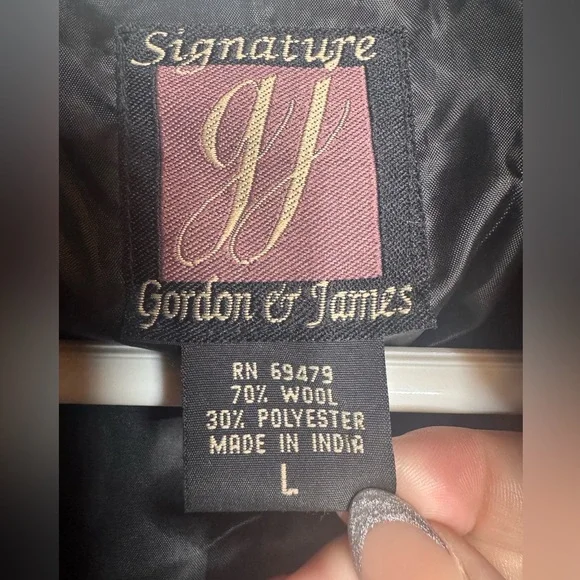 Signature
gj
Gordon & James
RN 69479
70% WOOL
30% POLYESTER
MADE IN INDIA
L